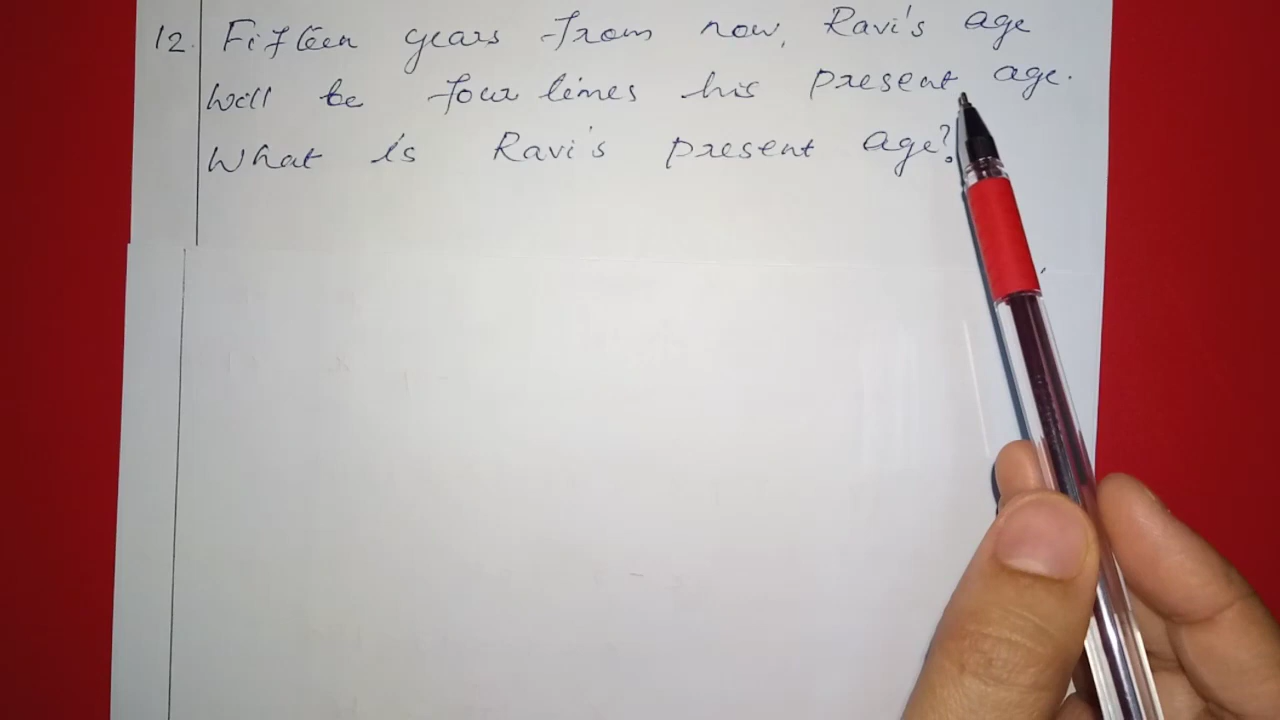 12. Fifteen years from now, Ravi's age
will be four times his present age.
What is Ravi's present age?